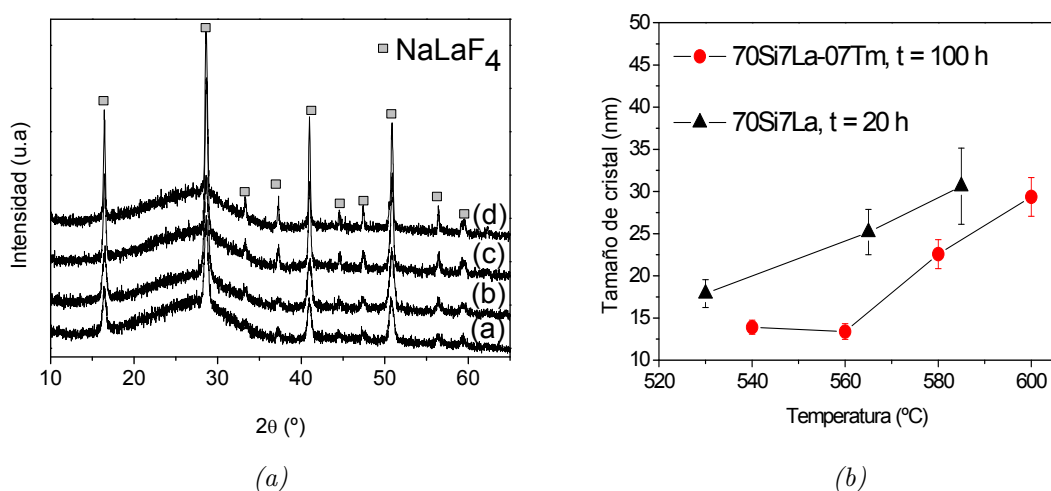 Intensidad (u.a)
NaLaF4
(d)
(c)
(b)
(a)
10 20 30 40 50 60
2θ (º)
(a)
Tamaño de cristal (nm)
50
45
40
35
30
25
20
15
10
70Si7La-07Tm, t = 100 h
70Si7La, t = 20 h
520 540 560 580 600
Temperatura (ºC)
(b)